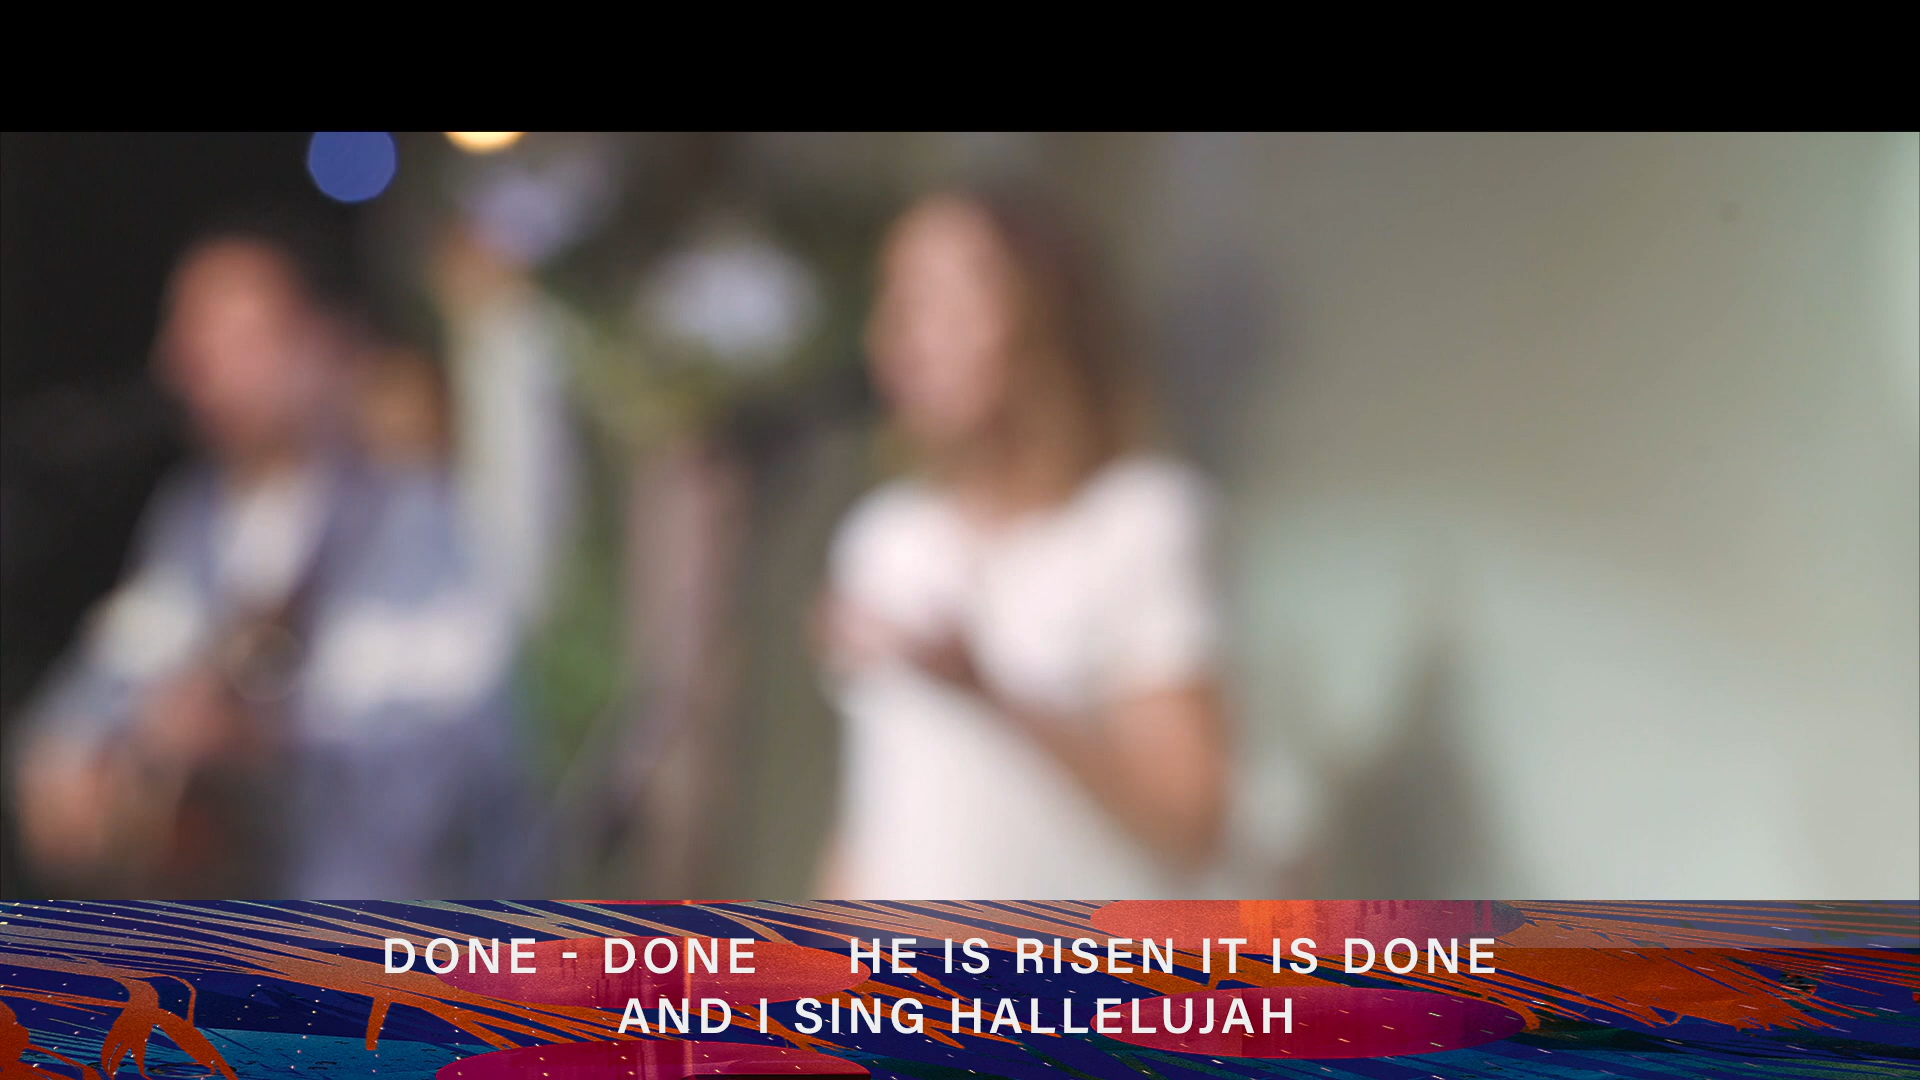 DONE - DONE HE IS RISEN IT IS DONE
AND I SING HALLELUJAH